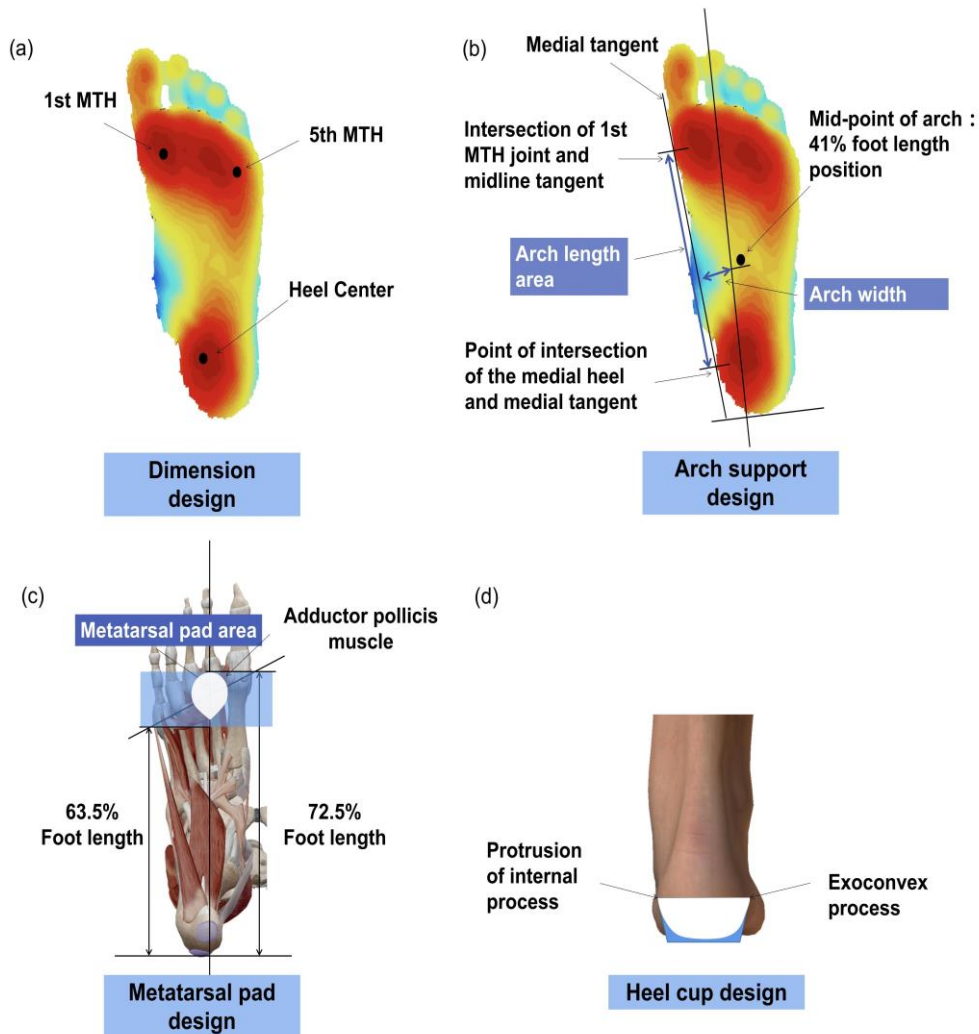 (a)
1st MTH
5th MTH
Heel Center
Dimension
design
(b)
Medial tangent
Intersection of 1st
MTH joint and
midline tangent
Mid-point of arch :
41% foot length
position
Arch length
area
Arch width
Point of intersection
of the medial heel
and medial tangent
Arch support
design
(c)
Metatarsal pad area
Adductor pollicis
muscle
63.5%
Foot length
72.5%
Foot length
Metatarsal pad
design
(d)
Protrusion
of internal
process
Exoconvex
process
Heel cup design